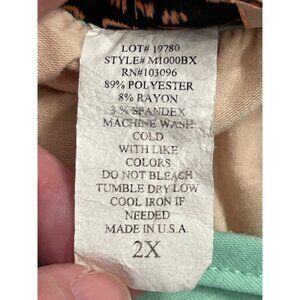 LOT# 19780
STYLE# M1000BX
RN#103096
89% POLYESTER
8% RAYON
3% SPANDEX
MACHINE WASH
COLD
WITH LIKE
COLORS
DO NOT BLEACH
TUMBLE DRY LOW
COOL IRON IF
NEEDED
MADE IN U.S.A.
2X